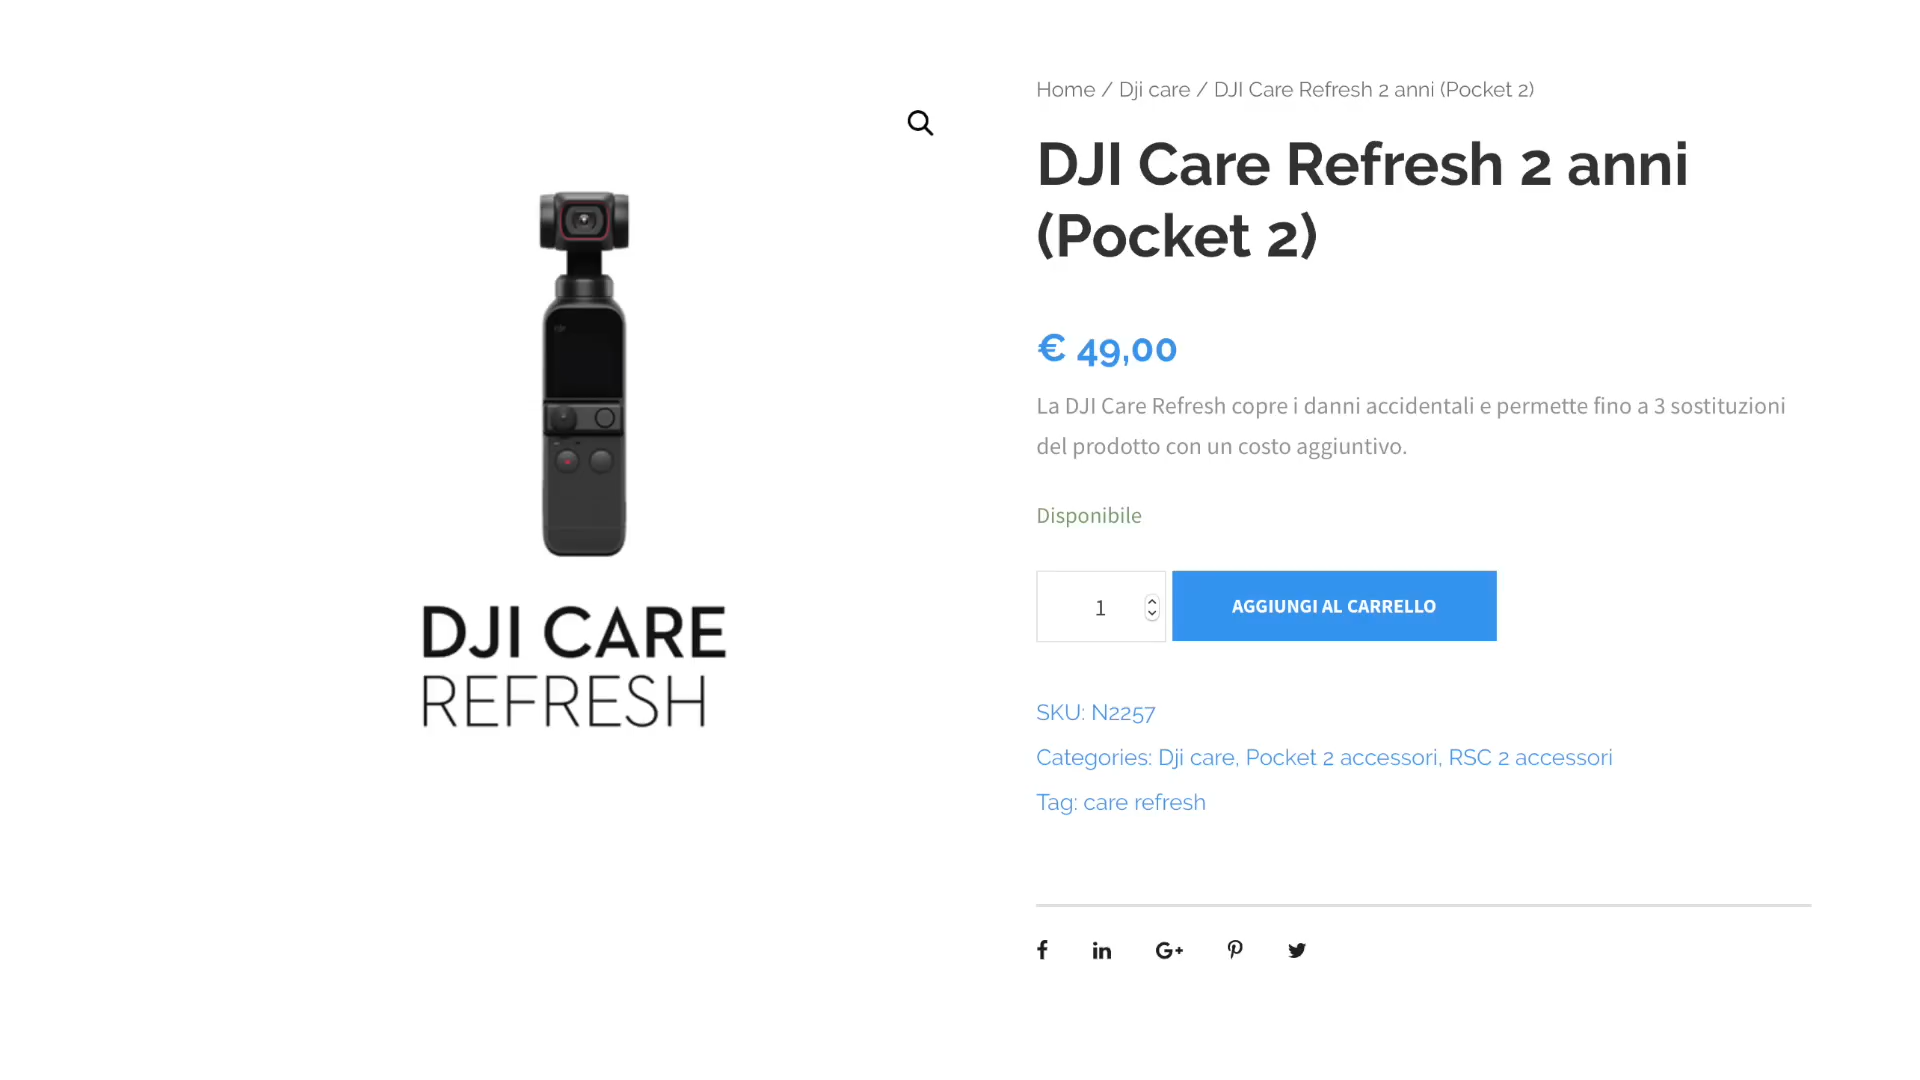 Home / Dji care / DJI Care Refresh 2 anni (Pocket 2)
DJI Care Refresh 2 anni
(Pocket 2)
€ 49,00
La DJI Care Refresh copre i danni accidentali e permette fino a 3 sostituzioni
del prodotto con un costo aggiuntivo.
Disponibile
1
AGGIUNGI AL CARRELLO
SKU: N2257
Categories: Dji care, Pocket 2 accessori, RSC 2 accessori
Tag: care refresh
DJI CARE
REFRESH